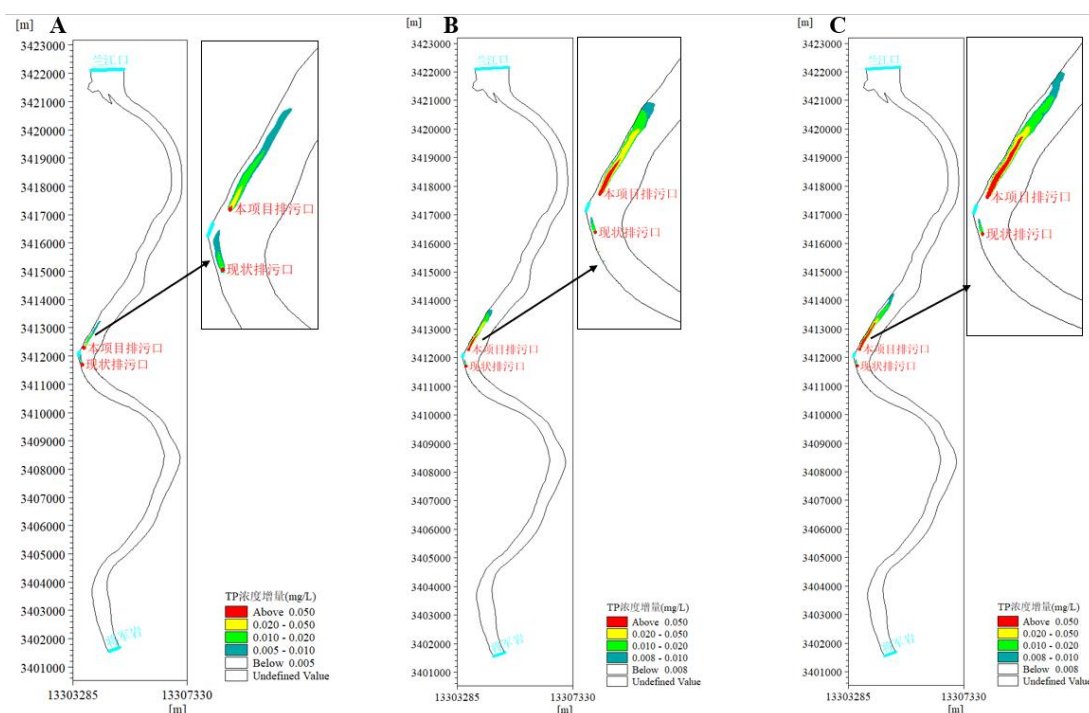 A
[m]
3423000
3422000
3421000
3420000
3419000
3418000
3417000
3416000
3415000
3414000
3413000
3412000
3411000
3410000
3409000
3408000
3407000
3406000
3405000
3404000
3403000
3402000
3401000
兰江口
本项目排污口
现状排污口
本项目排污口
现状排污口
将军岩
TP浓度增量(mg/L)
Above 0.050
0.020 - 0.050
0.010 - 0.020
0.005 - 0.010
Below 0.005
Undefined Value
13303285
13307330
[m]
B
[m]
3423000
3422000
3421000
3420000
3419000
3418000
3417000
3416000
3415000
3414000
3413000
3412000
3411000
3410000
3409000
3408000
3407000
3406000
3405000
3404000
3403000
3402000
3401000
兰江口
本项目排污口
现状排污口
本项目排污口
现状排污口
将军岩
TP浓度增量(mg/L)
Above 0.050
0.020 - 0.050
0.010 - 0.020
0.008 - 0.010
Below 0.008
Undefined Value
13303285
13307330
[m]
C
[m]
3423000
3422000
3421000
3420000
3419000
3418000
3417000
3416000
3415000
3414000
3413000
3412000
3411000
3410000
3409000
3408000
3407000
3406000
3405000
3404000
3403000
3402000
3401000
兰江口
本项目排污口
现状排污口
本项目排污口
现状排污口
将军岩
TP浓度增量(mg/L)
Above 0.050
0.020 - 0.050
0.010 - 0.020
0.008 - 0.010
Below 0.008
Undefined Value
13303285
13307330
[m]